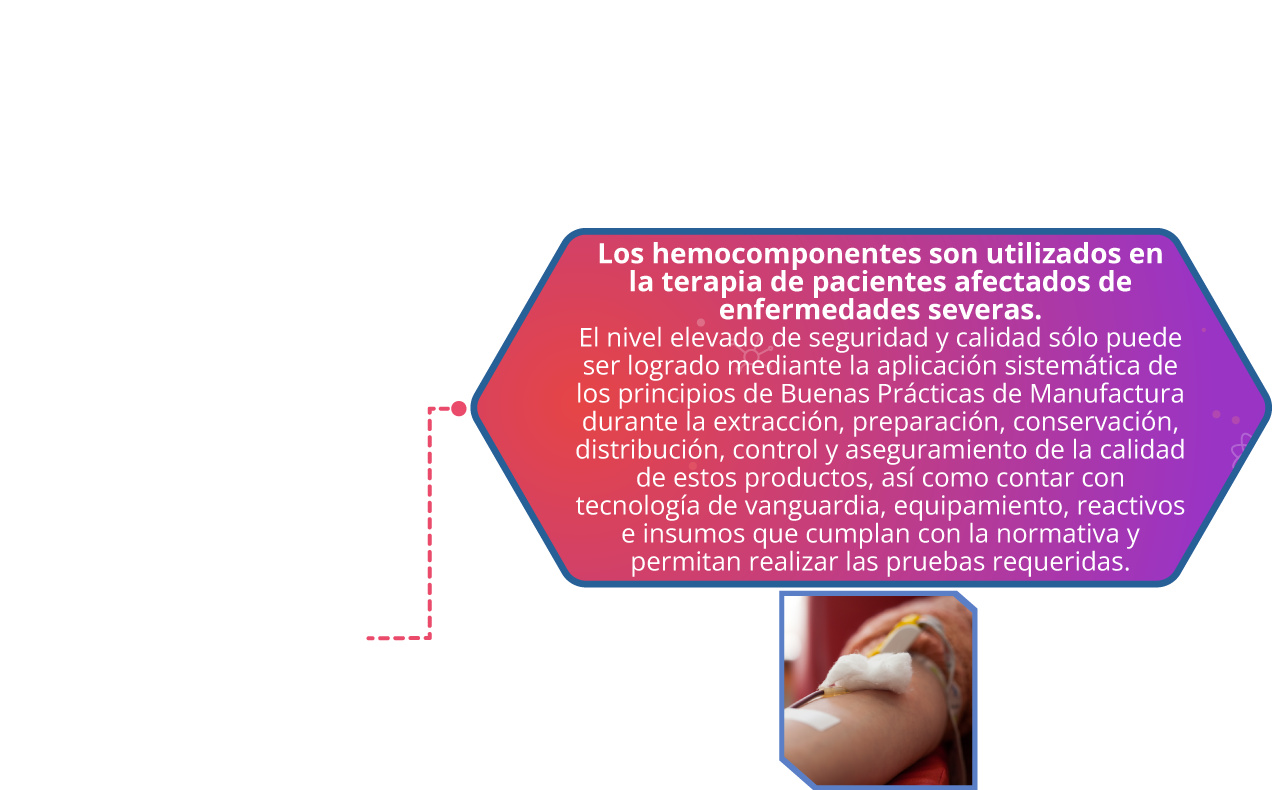 Los hemocomponentes son utilizados en
la terapia de pacientes afectados de
enfermedades severas.
El nivel elevado de seguridad y calidad sólo puede
ser logrado mediante la aplicación sistemática de
los principios de Buenas Prácticas de Manufactura
durante la extracción, preparación, conservación,
distribución, control y aseguramiento de la calidad
de estos productos, así como contar con
tecnología de vanguardia, equipamiento, reactivos
e insumos que cumplan con la normativa y
permitan realizar las pruebas requeridas.